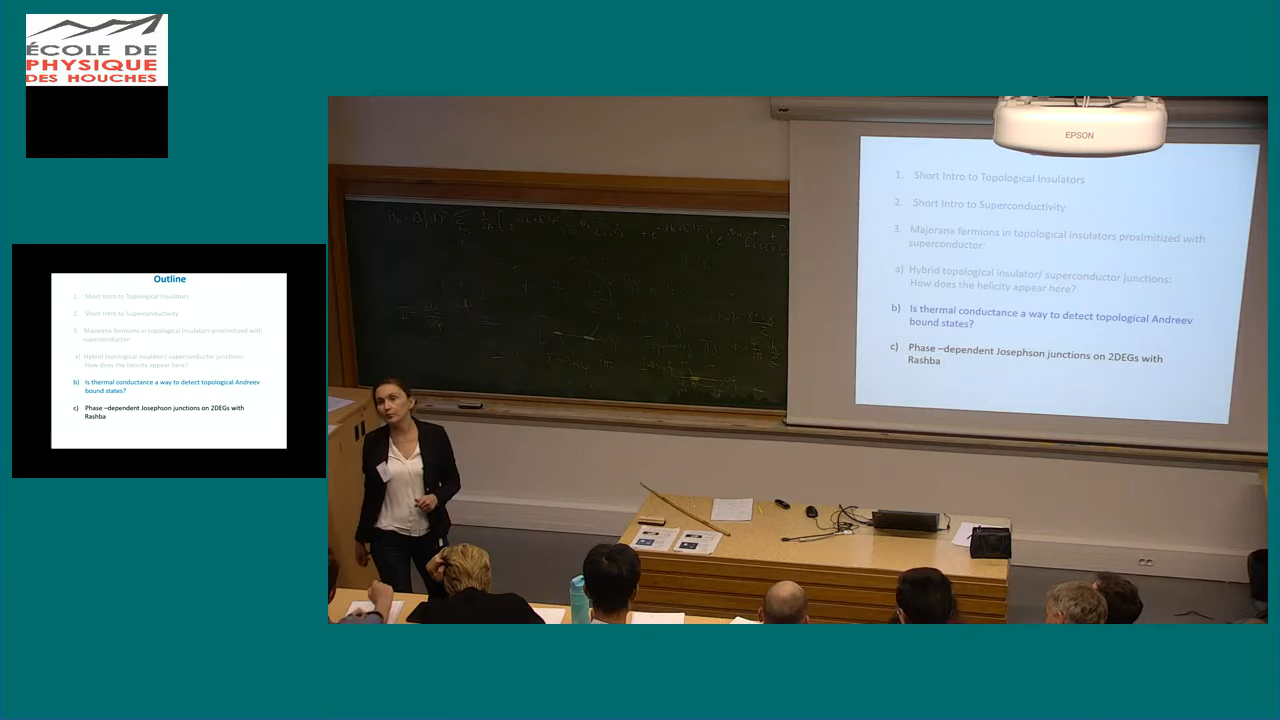 ÉCOLE DE
PHYSIQUE
DES HOUCHES
Outline
1. Short Intro to Topological Insulators
2. Short Intro to Superconductivity
3. Majorana fermions in topological insulators proximitized with
superconductor:
a) Hybrid topological insulator/ superconductor junctions:
How does the helicity appear here?
b) Is thermal conductance a way to detect topological Andreev
bound states?
c) Phase –dependent Josephson junctions on 2DEGs with
Rashba
EPSON
1. Short Intro to Topological Insulators
2. Short Intro to Superconductivity
3. Majorana fermions in topological insulators proximitized with
superconductor:
a) Hybrid topological insulator/ superconductor junctions:
How does the helicity appear here?
b) Is thermal conductance a way to detect topological Andreev
bound states?
c) Phase –dependent Josephson junctions on 2DEGs with
Rashba